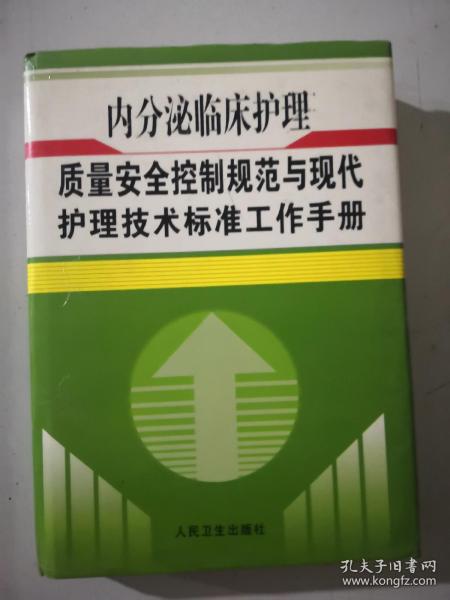 内分泌临床护理
质量安全控制规范与现代
护理技术标准工作手册
人民卫生出版社
孔夫子旧书网
www.kongfz.com